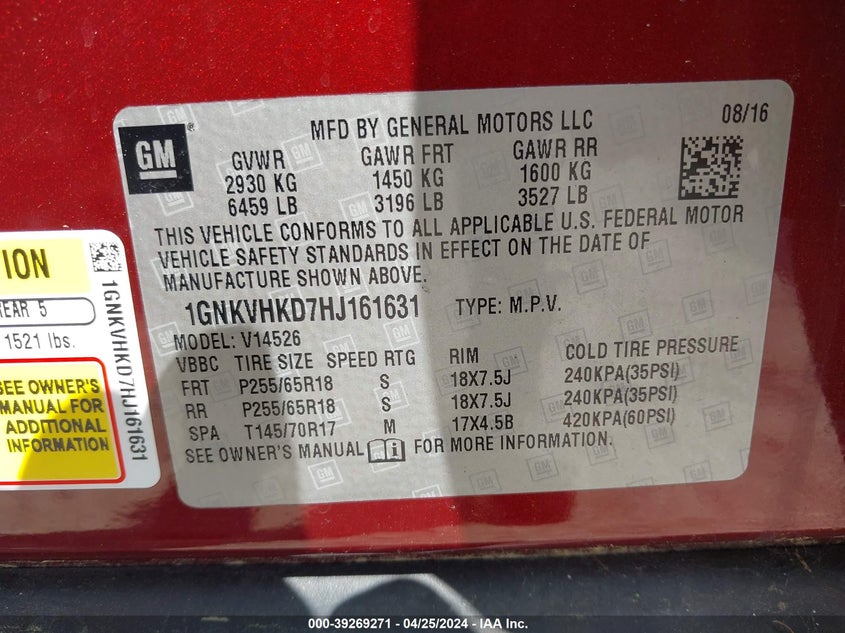 MFD BY GENERAL MOTORS LLC 08/16
GM
GVWR GAWR FRT GAWR RR
2930 KG 1450 KG 1600 KG
6459 LB 3196 LB 3527 LB
THIS VEHICLE CONFORMS TO ALL APPLICABLE U.S. FEDERAL MOTOR
VEHICLE SAFETY STANDARDS IN EFFECT ON THE DATE OF
MANUFACTURE SHOWN ABOVE.
1GNKVHKD7HJ161631 TYPE: M.P.V.
MODEL: V14526
VBBC TIRE SIZE SPEED RTG RIM COLD TIRE PRESSURE
FRT P255/65R18 S 18X7.5J 240KPA(35PSI)
RR P255/65R18 S 18X7.5J 240KPA(35PSI)
SPA T145/70R17 M 17X4.5B 420KPA(60PSI)
SEE OWNER'S MANUAL FOR MORE INFORMATION.
REAR 5
1521 lbs.
SEE OWNER'S
MANUAL FOR
ADDITIONAL
INFORMATION
1GNKVHKD7HJ161631
000-39269271 - 04/25/2024 - IAA Inc.